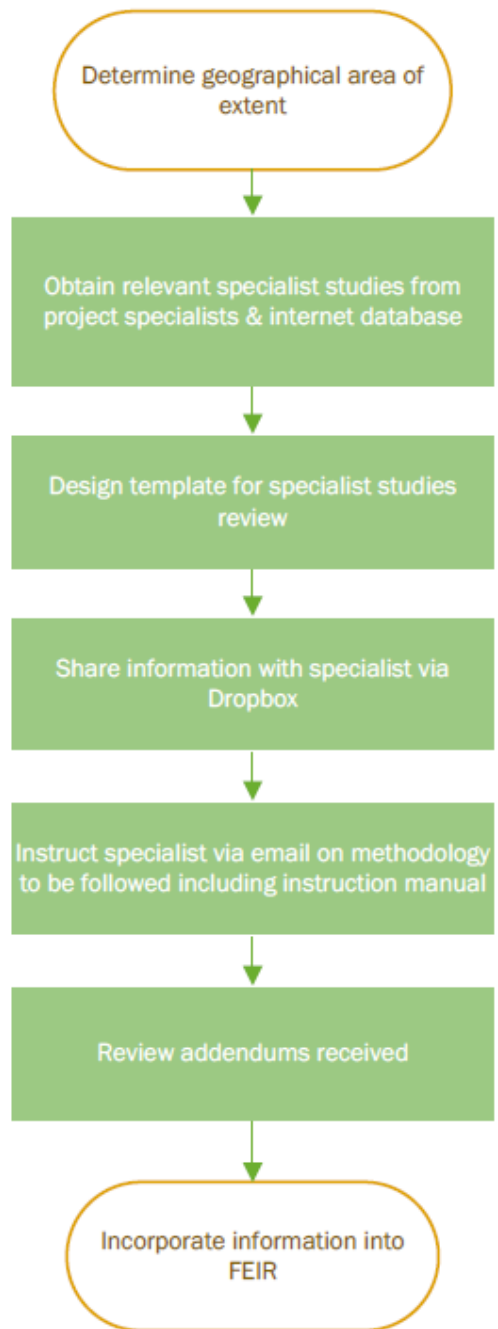 Determine geographical area of
extent
Obtain relevant specialist studies from
project specialists & internet database
Design template for specialist studies
review
Share information with specialist via
Dropbox
Instruct specialist via email on methodology
to be followed including instruction manual
Review addendums received
Incorporate information into
FEIR